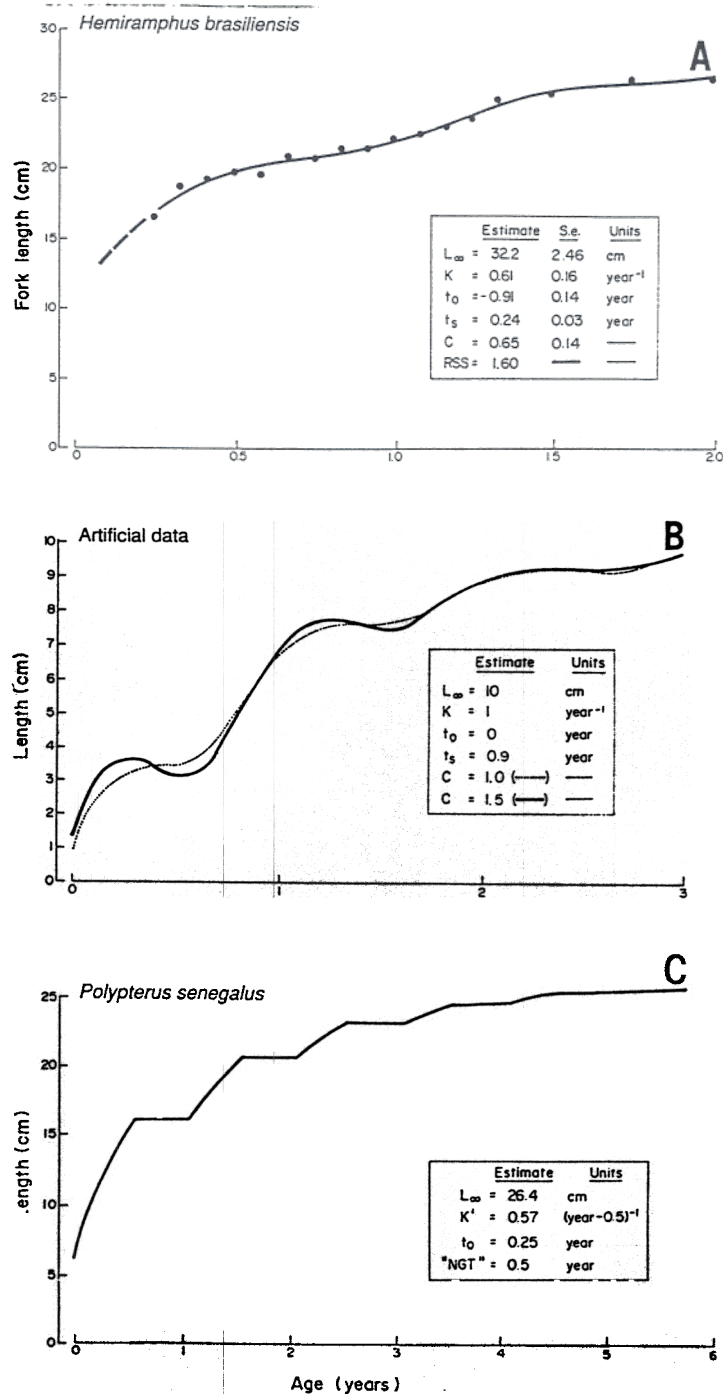 Hemiramphus brasiliensis
A
30
25
20
15
10
5
0
Fork length (cm)
Estimate S.e. Units
L∞ = 32.2 2.46 cm
K = 0.61 0.16 year⁻¹
t₀ = -0.91 0.14 year
tₛ = 0.24 0.03 year
C = 0.65 0.14 —
RSS = 1.60 — —
0 0.5 1.0 1.5 2.0
Artificial data
B
10
9
8
7
6
5
4
3
2
1
0
Length (cm)
Estimate Units
L∞ = 10 cm
K = 1 year⁻¹
t₀ = 0 year
tₛ = 0.9 year
C = 1.0 (┈┈) —
C = 1.5 (—) —
0 1 2 3
C
Polypterus senegalus
25
20
15
10
5
0
.ength (cm)
Estimate Units
L∞ = 26.4 cm
K' = 0.57 (year-0.5)⁻¹
t₀ = 0.25 year
"NGT" = 0.5 year
0 1 2 3 4 5 6
Age (years)